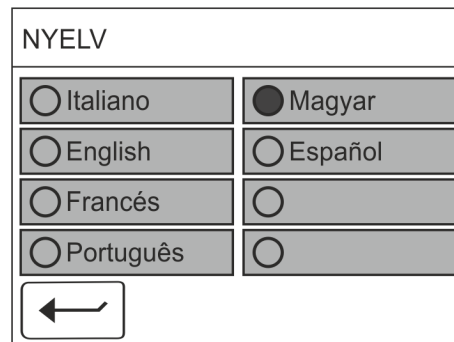 NYELV
Italiano
English
Francés
Português
Magyar
Español